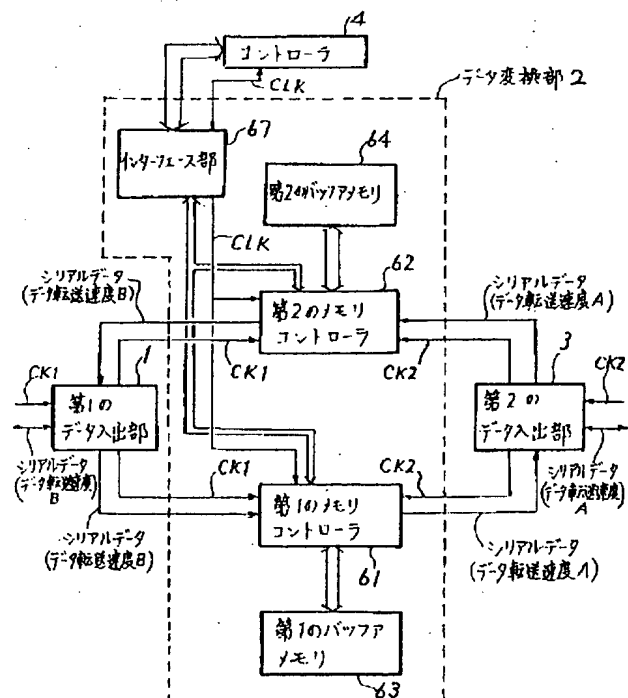 4
コントローラ
CLK
データ変換部2
67
インターフェース部
64
第2のバッファメモリ
CLK
62
シリアルデータ
(データ転送速度B)
第2のメモリ
コントローラ
シリアルデータ
(データ転送速度A)
CK1
CK2
1
3
CK1
CK2
第1の
データ入出部
第2の
データ入出部
シリアルデータ
(データ転送速度)
B
CK1
CK2
シリアルデータ
(データ転送速度)
A
シリアルデータ
(データ転送速度B)
第1のメモリ
コントローラ
シリアルデータ
(データ転送速度A)
61
第1のバッファ
メモリ
63